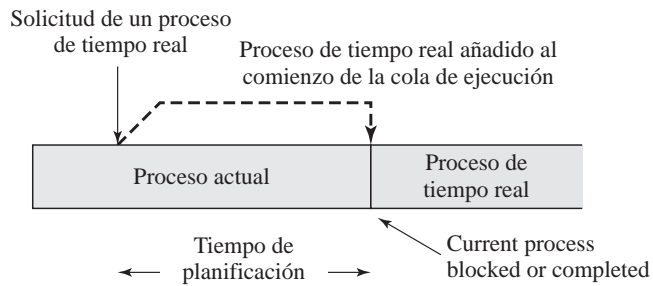 Solicitud de un proceso
de tiempo real
Proceso de tiempo real añadido al
comienzo de la cola de ejecución
Proceso actual
Proceso de
tiempo real
Tiempo de
planificación
Current process
blocked or completed